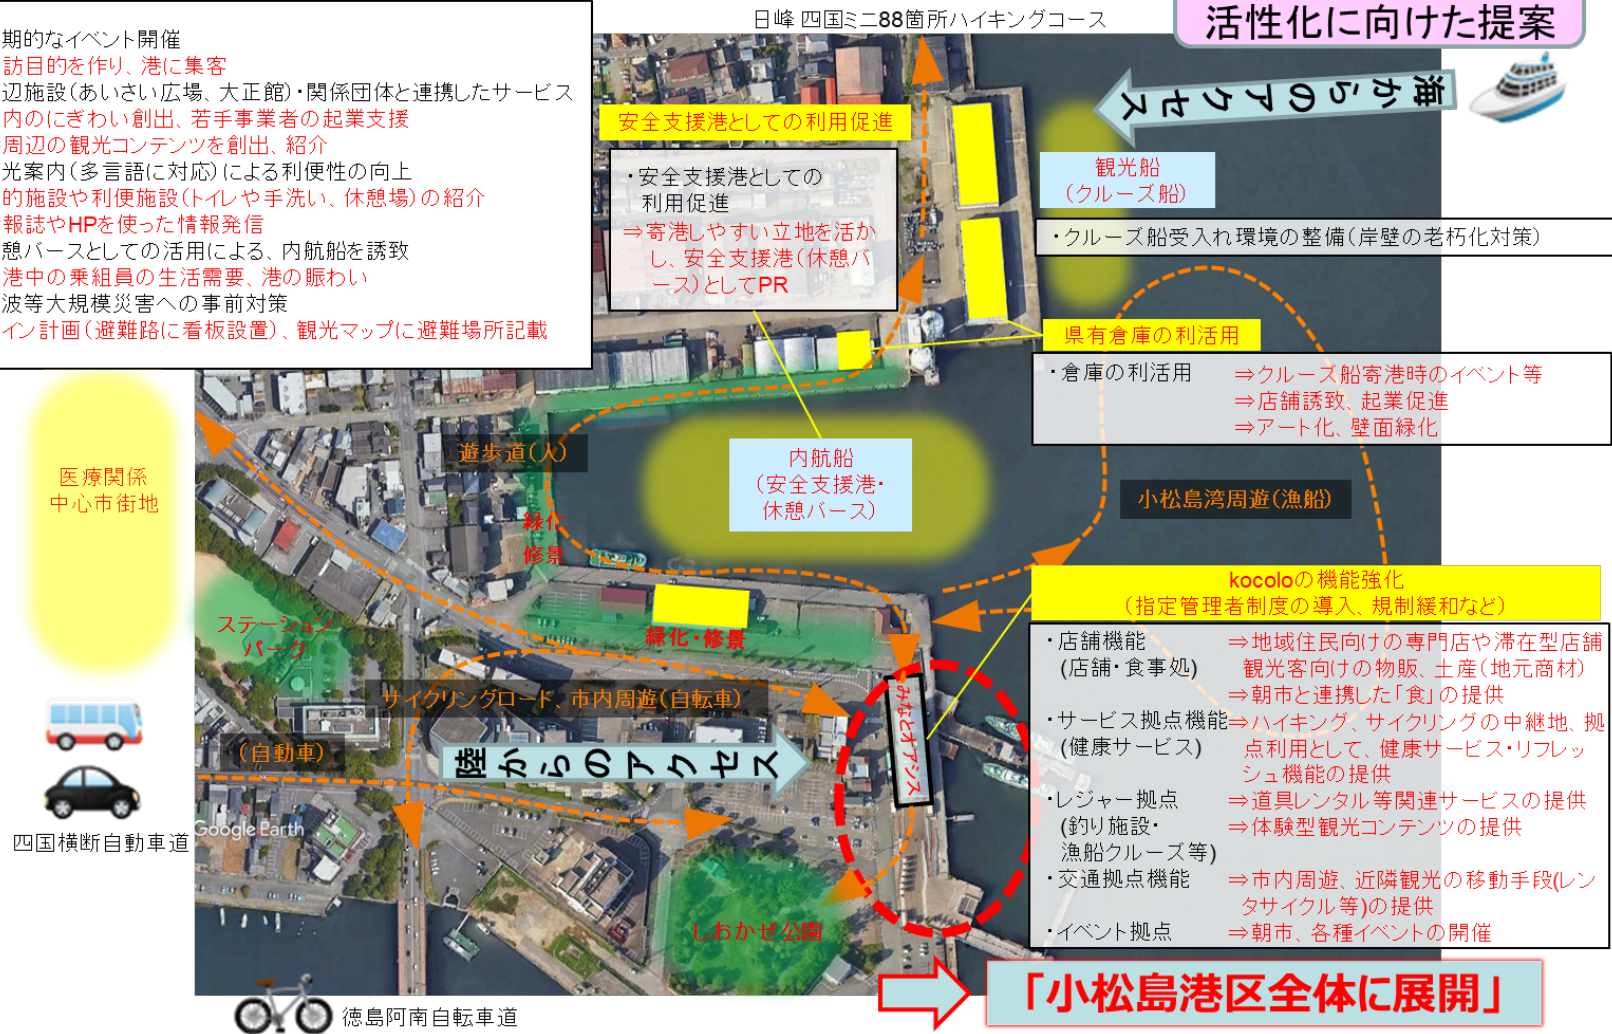 日峰 四国ミニ88箇所ハイキングコース
活性化に向けた提案
期的なイベント開催
訪目的を作り、港に集客
辺施設(あいさい広場、大正館)・関係団体と連携したサービス
内のにぎわい創出、若手事業者の起業支援
周辺の観光コンテンツを創出、紹介
光案内(多言語に対応)による利便性の向上
的施設や利便施設(トイレや手洗い、休憩場)の紹介
報誌やHPを使った情報発信
憩バースとしての活用による、内航船を誘致
港中の乗組員の生活需要、港の賑わい
波等大規模災害への事前対策
イン計画(避難路に看板設置)、観光マップに避難場所記載
海からのアクセス
安全支援港としての利用促進
・安全支援港としての
利用促進
⇒寄港しやすい立地を活か
し、安全支援港(休憩バ
ース)としてPR
観光船
(クルーズ船)
・クルーズ船受入れ環境の整備(岸壁の老朽化対策)
県有倉庫の利活用
・倉庫の利活用 ⇒クルーズ船寄港時のイベント等
⇒店舗誘致、起業促進
⇒アート化、壁面緑化
遊歩道(人)
内航船
(安全支援港・
休憩バース)
医療関係
中心市街地
小松島湾周遊(漁船)
緑化
修景
緑化・修景
ステーション
パーク
kocoloの機能強化
(指定管理者制度の導入、規制緩和など)
・店舗機能 ⇒地域住民向けの専門店や滞在型店舗
(店舗・食事処) 観光客向けの物販、土産(地元商材)
⇒朝市と連携した「食」の提供
・サービス拠点機能⇒ハイキング、サイクリングの中継地、拠
(健康サービス) 点利用として、健康サービス・リフレッ
シュ機能の提供
・レジャー拠点 ⇒道具レンタル等関連サービスの提供
(釣り施設・ ⇒体験型観光コンテンツの提供
漁船クルーズ等)
・交通拠点機能 ⇒市内周遊、近隣観光の移動手段(レン
タサイクル等)の提供
・イベント拠点 ⇒朝市、各種イベントの開催
サイクリングロード、市内周遊(自転車)
みなとオアシス
(自動車)
陸からのアクセス
四国横断自動車道
Google Earth
しおかぜ公園
「小松島港区全体に展開」
徳島阿南自転車道